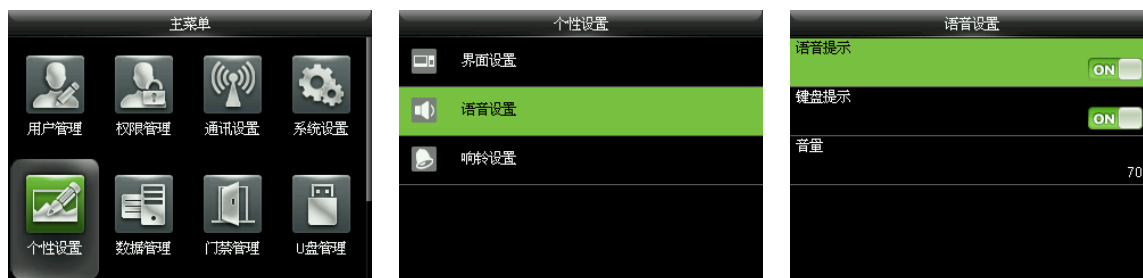 主菜单
用户管理 权限管理 通讯设置 系统设置
个性设置 数据管理 门禁管理 U盘管理
个性设置
界面设置
语音设置
响铃设置
语音设置
语音提示
ON
键盘提示
ON
音量
70